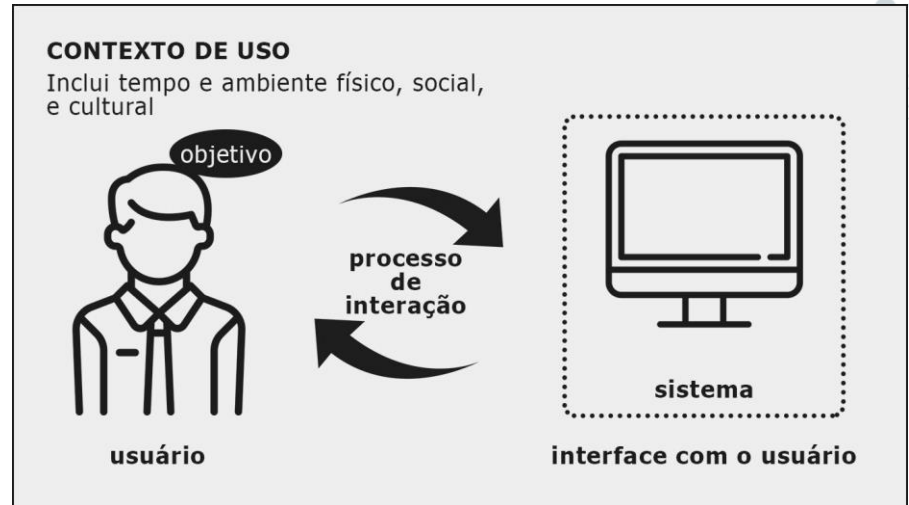 CONTEXTO DE USO
Inclui tempo e ambiente físico, social,
e cultural
objetivo
processo
de
interação
sistema
usuário
interface com o usuário